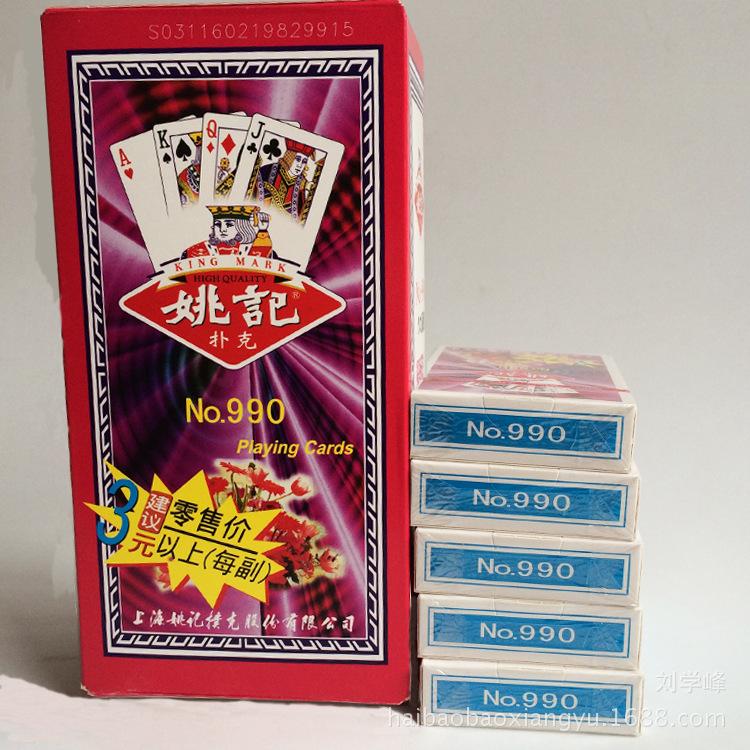 S031160219829915
A
K
Q
J
KING MARK
HIGH QUALITY
姚記®
扑克
No.990
Playing Cards
建议
零售价
3元以上(每副)
上海姚记撲克股份有限公司
No.990
No.990
No.990
No.990
No.990
刘学峰
haibaobaoxiangyu.1688.com